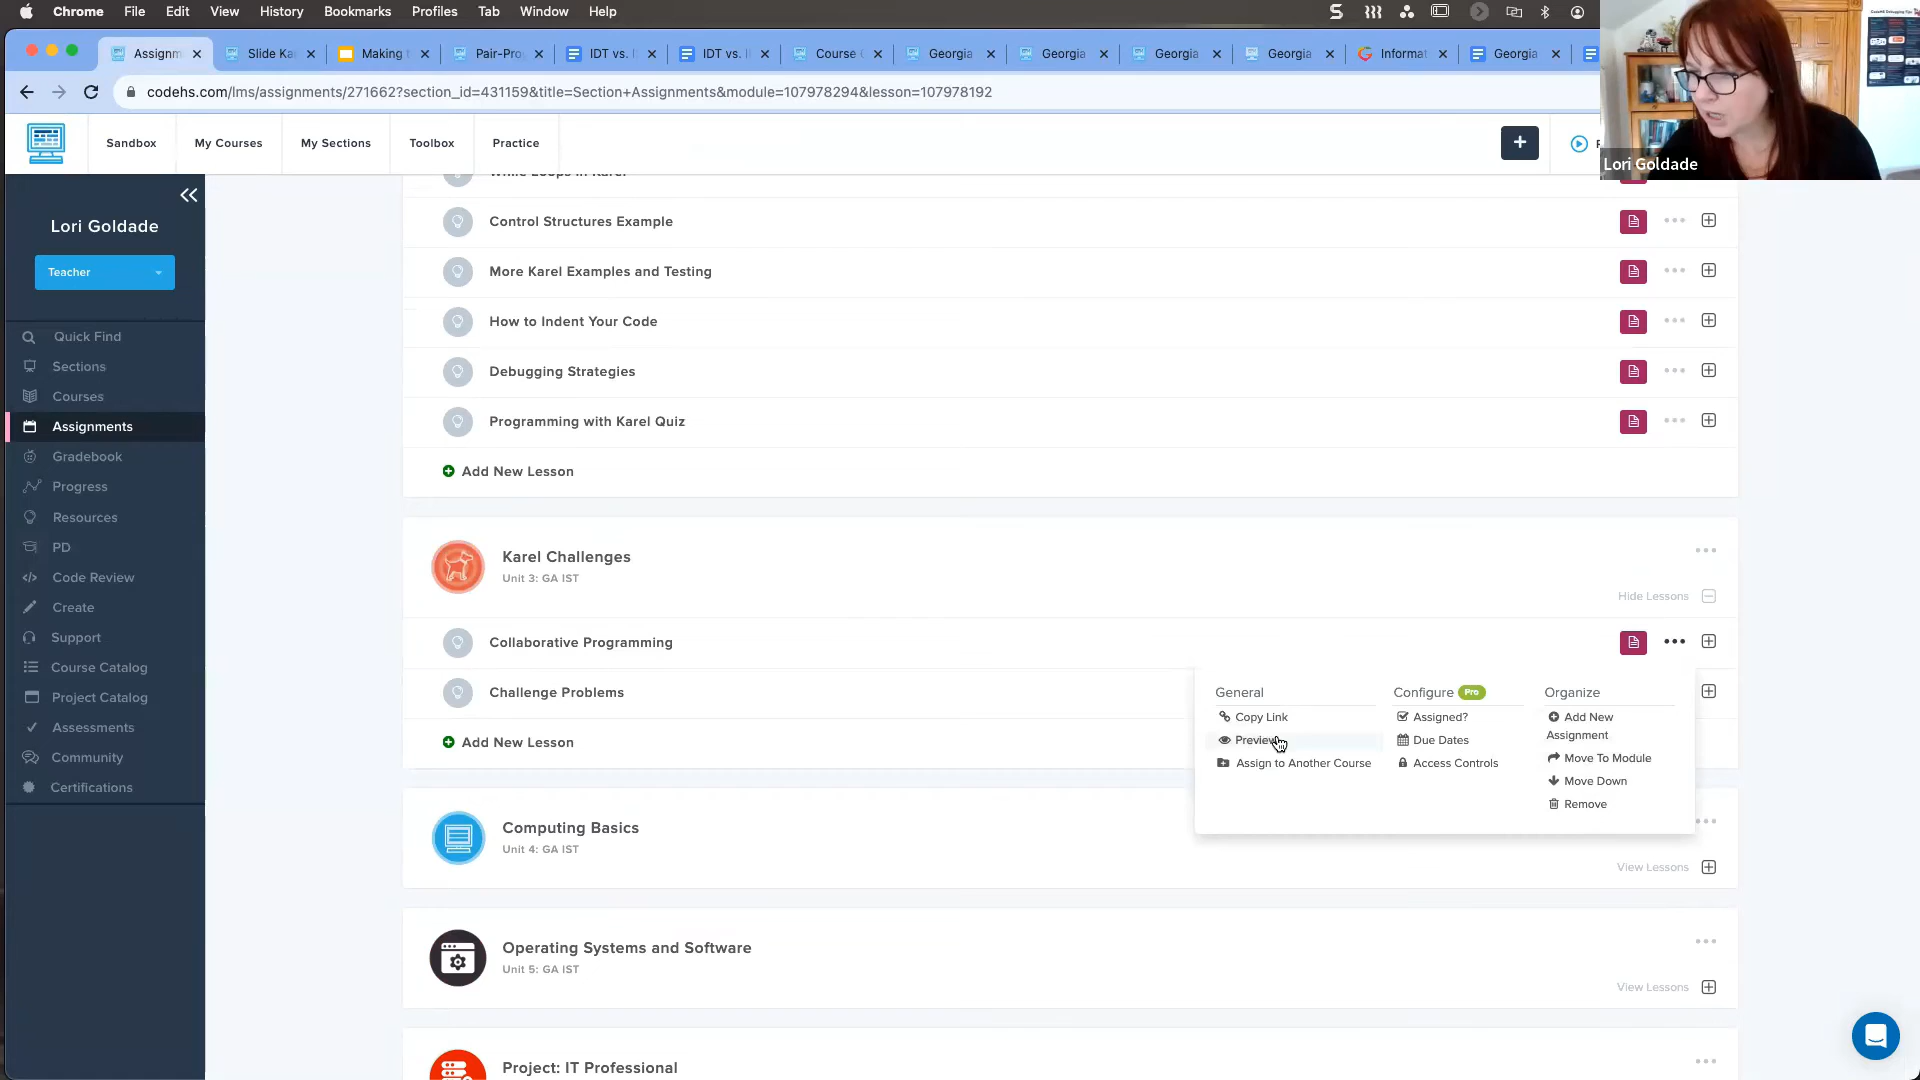 Chrome File Edit View History Bookmarks Profiles Tab Window Help
Assignm Slide Ka Making t Pair-Pro IDT vs. I IDT vs. I Course C Georgia Georgia Georgia Georgia Informat Georgia
codehs.com/lms/assignments/271662?section_id=431159&title=Section+Assignments&module=107978294&lesson=107978192
Sandbox My Courses My Sections Toolbox Practice
Lori Goldade
Lori Goldade
Teacher
Quick Find
Sections
Courses
Assignments
Gradebook
Progress
Resources
PD
Code Review
Create
Support
Course Catalog
Project Catalog
Assessments
Community
Certifications
While Loops in Karel
Control Structures Example
More Karel Examples and Testing
How to Indent Your Code
Debugging Strategies
Programming with Karel Quiz
Add New Lesson
Karel Challenges
Unit 3: GA IST
Hide Lessons
Collaborative Programming
Challenge Problems
Add New Lesson
General
Copy Link
Preview
Assign to Another Course
Configure Pro
Assigned?
Due Dates
Access Controls
Organize
Add New
Assignment
Move To Module
Move Down
Remove
Computing Basics
Unit 4: GA IST
View Lessons
Operating Systems and Software
Unit 5: GA IST
View Lessons
Project: IT Professional